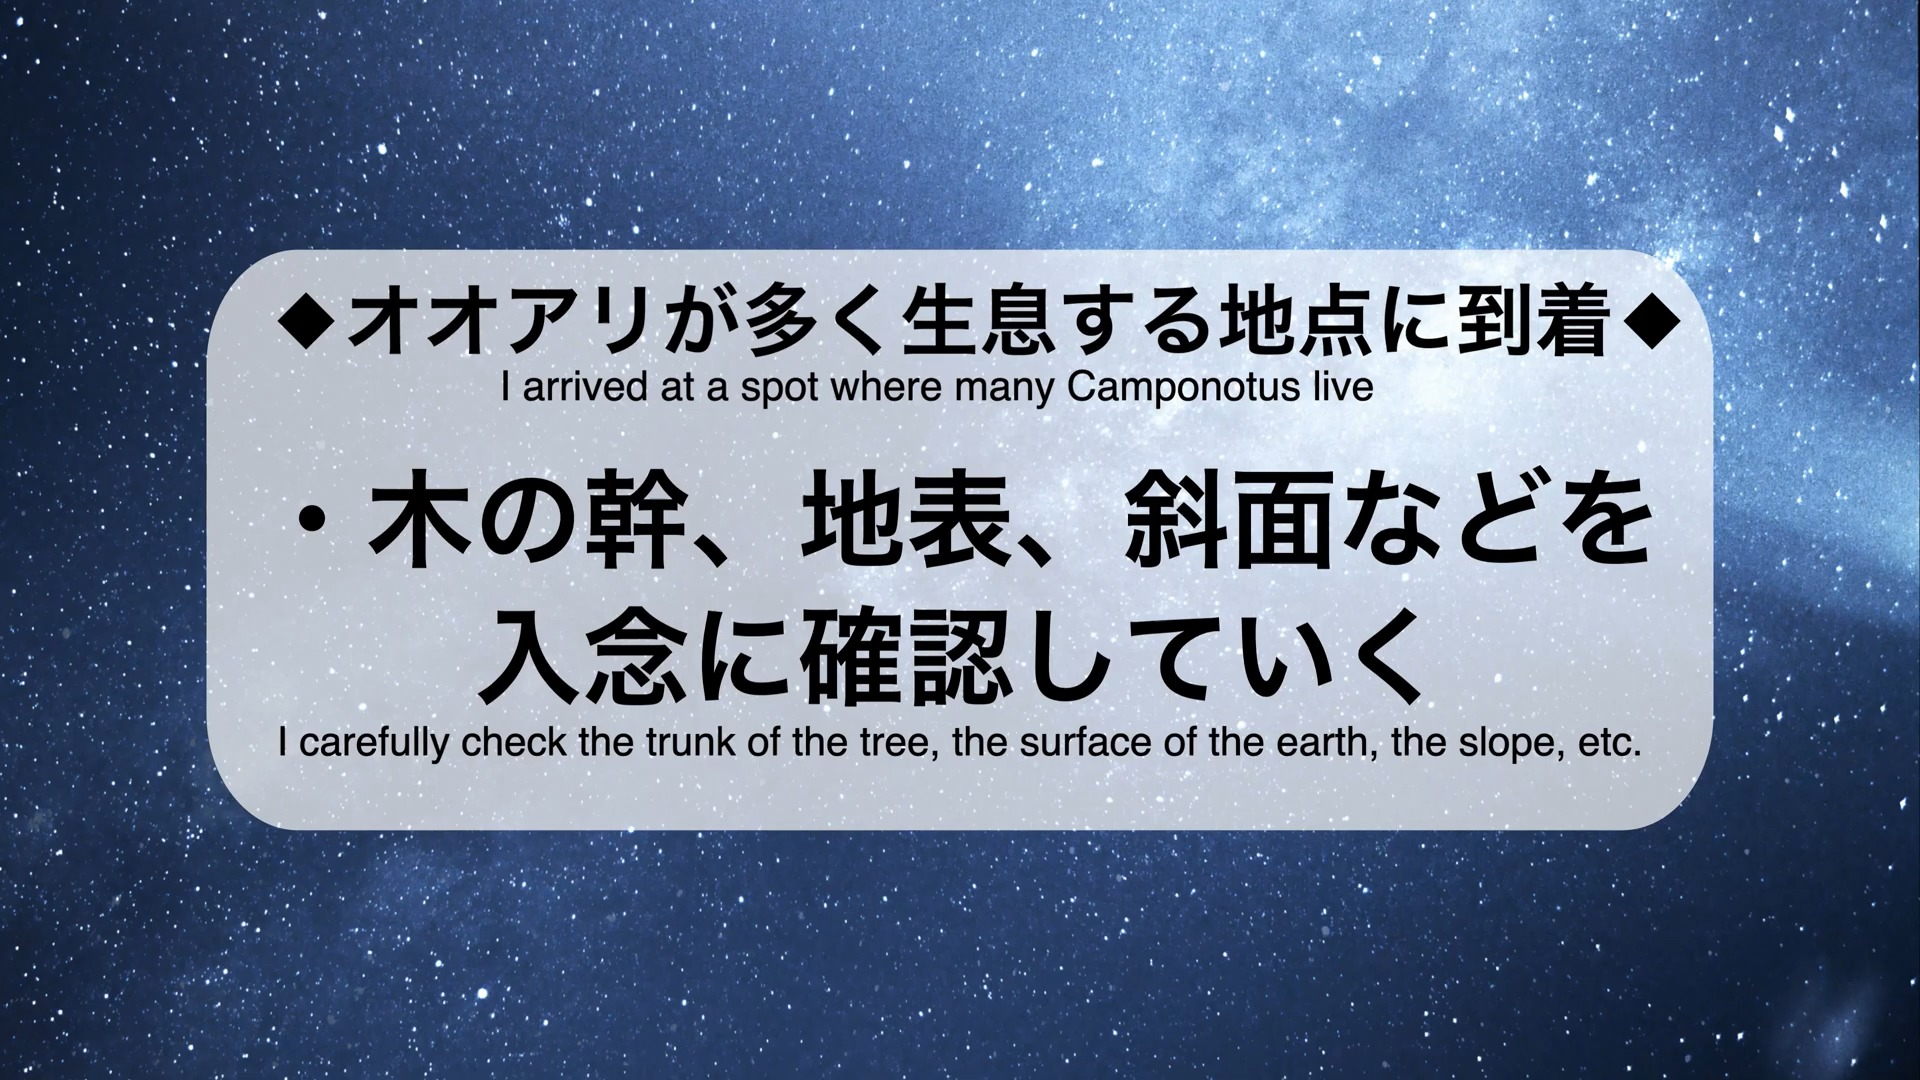 ◆オオアリが多く生息する地点に到着◆
I arrived at a spot where many Camponotus live
・木の幹、地表、斜面などを
入念に確認していく
I carefully check the trunk of the tree, the surface of the earth, the slope, etc.